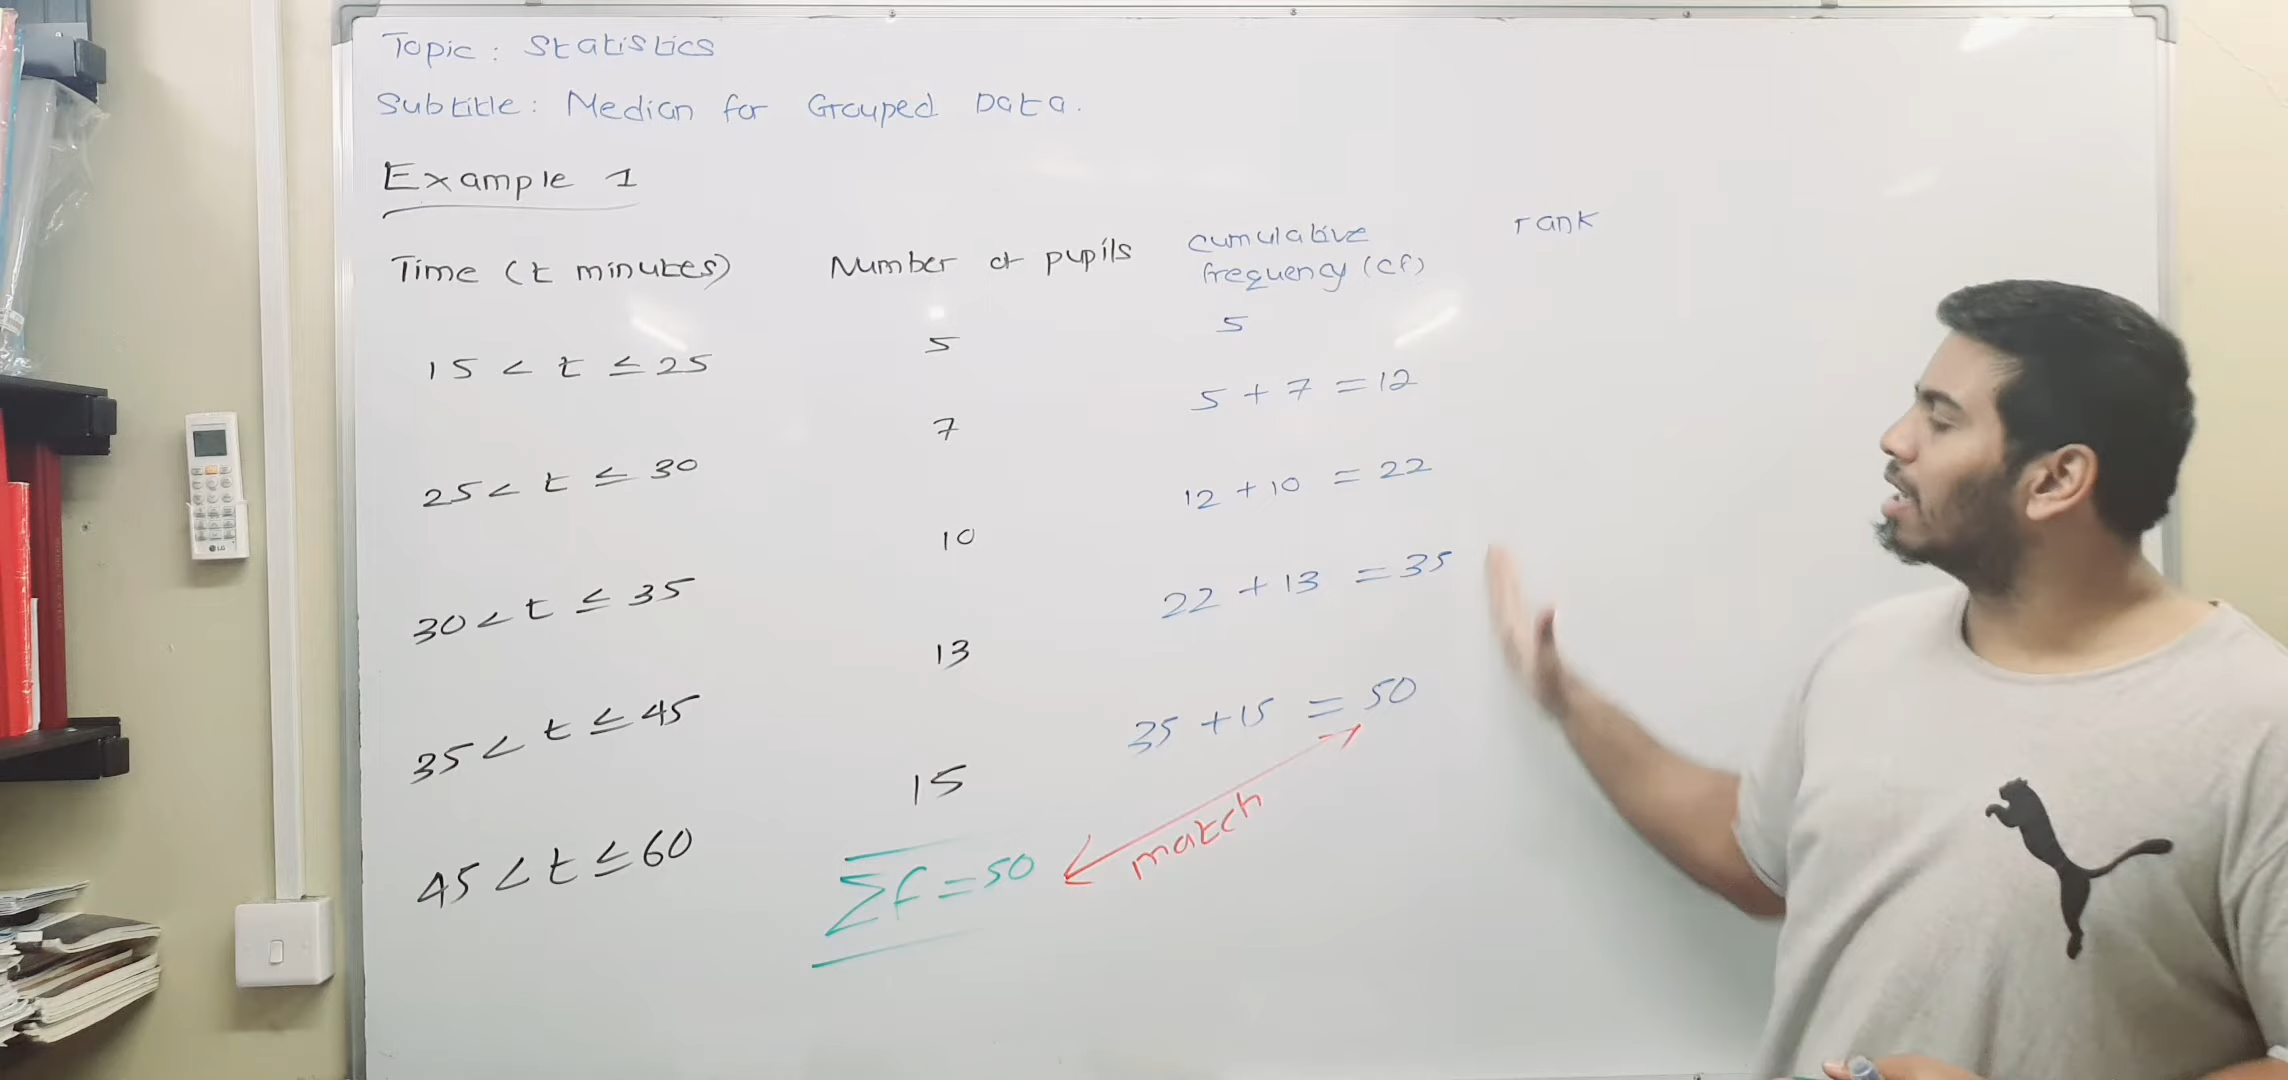 Topic: Statistics
Subtitle: Median for Grouped Data.
Example 1
Time (t minutes) Number of pupils cumulative frequency (cf) rank
15 < t ≤ 25 5 5
25 < t ≤ 30 7 5 + 7 = 12
30 < t ≤ 35 10 12 + 10 = 22
35 < t ≤ 45 13 22 + 13 = 35
45 < t ≤ 60 15 35 + 15 = 50
∑f = 50 match
LG